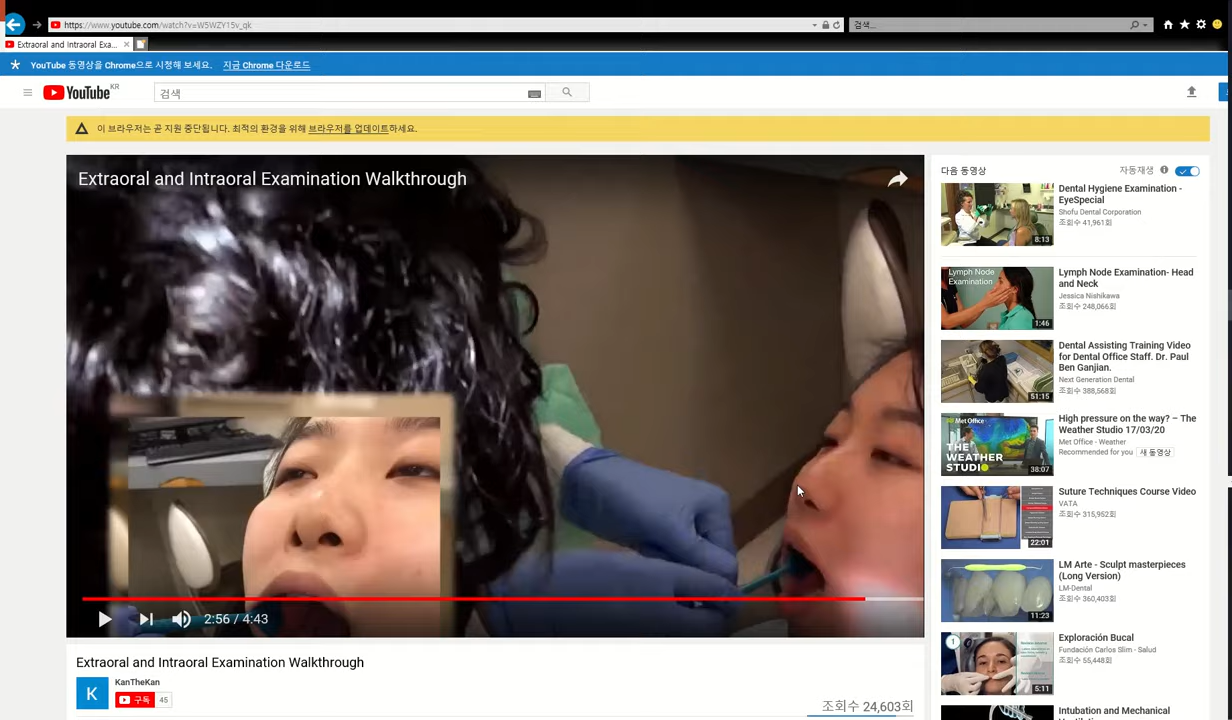 https://www.youtube.com/watch?v=W5WZY15v_qk
검색...
Extraoral and Intraoral Exa...
YouTube 동영상을 Chrome으로 시청해 보세요. 지금 Chrome 다운로드
YouTube KR
검색
이 브라우저는 곧 지원 중단됩니다. 최적의 환경을 위해 브라우저를 업데이트하세요.
Extraoral and Intraoral Examination Walkthrough
2:56 / 4:43
Extraoral and Intraoral Examination Walkthrough
K
KanTheKan
구독 45
조회수 24,603회
다음 동영상
자동재생
Dental Hygiene Examination -
EyeSpecial
Shofu Dental Corporation
조회수 41,961회
8:13
Lymph Node
Examination
1:46
Lymph Node Examination- Head
and Neck
Jessica Nishikawa
조회수 248,066회
Dental Assisting Training Video
for Dental Office Staff. Dr. Paul
Ben Ganjian.
Next Generation Dental
조회수 388,568회
51:15
Met Office
THE
WEATHER
STUDIO
38:07
High pressure on the way? – The
Weather Studio 17/03/20
Met Office - Weather
Recommended for you 새 동영상
Suture Techniques Course Video
VATA
조회수 315,952회
22:01
LM Arte - Sculpt masterpieces
(Long Version)
LM-Dental
조회수 360,403회
11:23
1
Exploración Bucal
Fundación Carlos Slim - Salud
조회수 55,448회
5:11
Intubation and Mechanical